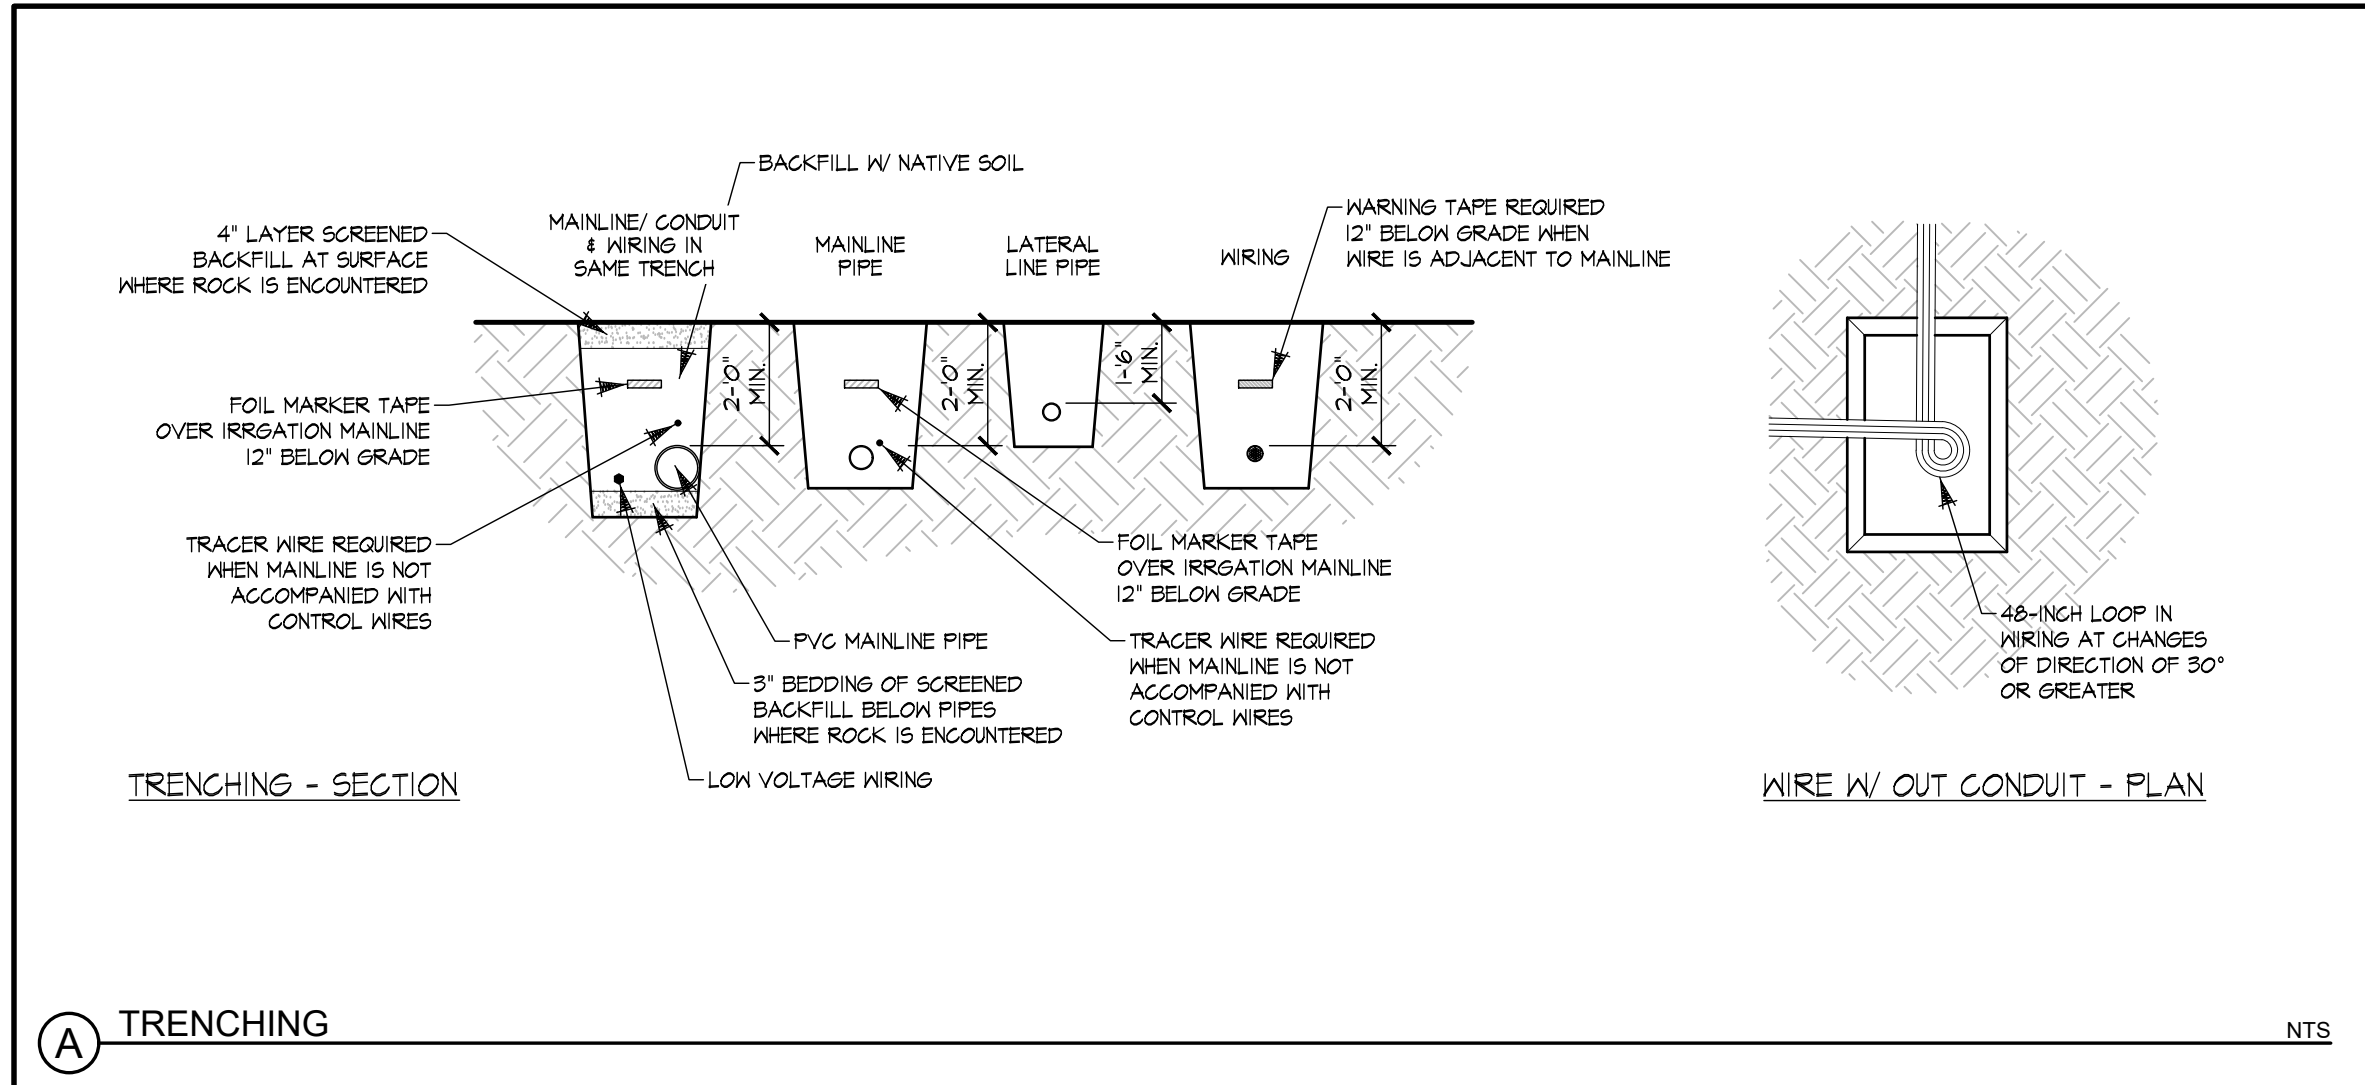 BACKFILL W/ NATIVE SOIL
4" LAYER SCREENED
BACKFILL AT SURFACE
WHERE ROCK IS ENCOUNTERED
MAINLINE/ CONDUIT
& WIRING IN
SAME TRENCH
MAINLINE
PIPE
LATERAL
LINE PIPE
WIRING
WARNING TAPE REQUIRED
12" BELOW GRADE WHEN
WIRE IS ADJACENT TO MAINLINE
2'-0"
MIN.
2'-0"
MIN.
1'-6"
MIN.
2'-0"
MIN.
FOIL MARKER TAPE
OVER IRRGATION MAINLINE
12" BELOW GRADE
TRACER WIRE REQUIRED
WHEN MAINLINE IS NOT
ACCOMPANIED WITH
CONTROL WIRES
PVC MAINLINE PIPE
3" BEDDING OF SCREENED
BACKFILL BELOW PIPES
WHERE ROCK IS ENCOUNTERED
LOW VOLTAGE WIRING
FOIL MARKER TAPE
OVER IRRGATION MAINLINE
12" BELOW GRADE
TRACER WIRE REQUIRED
WHEN MAINLINE IS NOT
ACCOMPANIED WITH
CONTROL WIRES
48-INCH LOOP IN
WIRING AT CHANGES
OF DIRECTION OF 30°
OR GREATER
TRENCHING - SECTION
WIRE W/ OUT CONDUIT - PLAN
A
TRENCHING
NTS